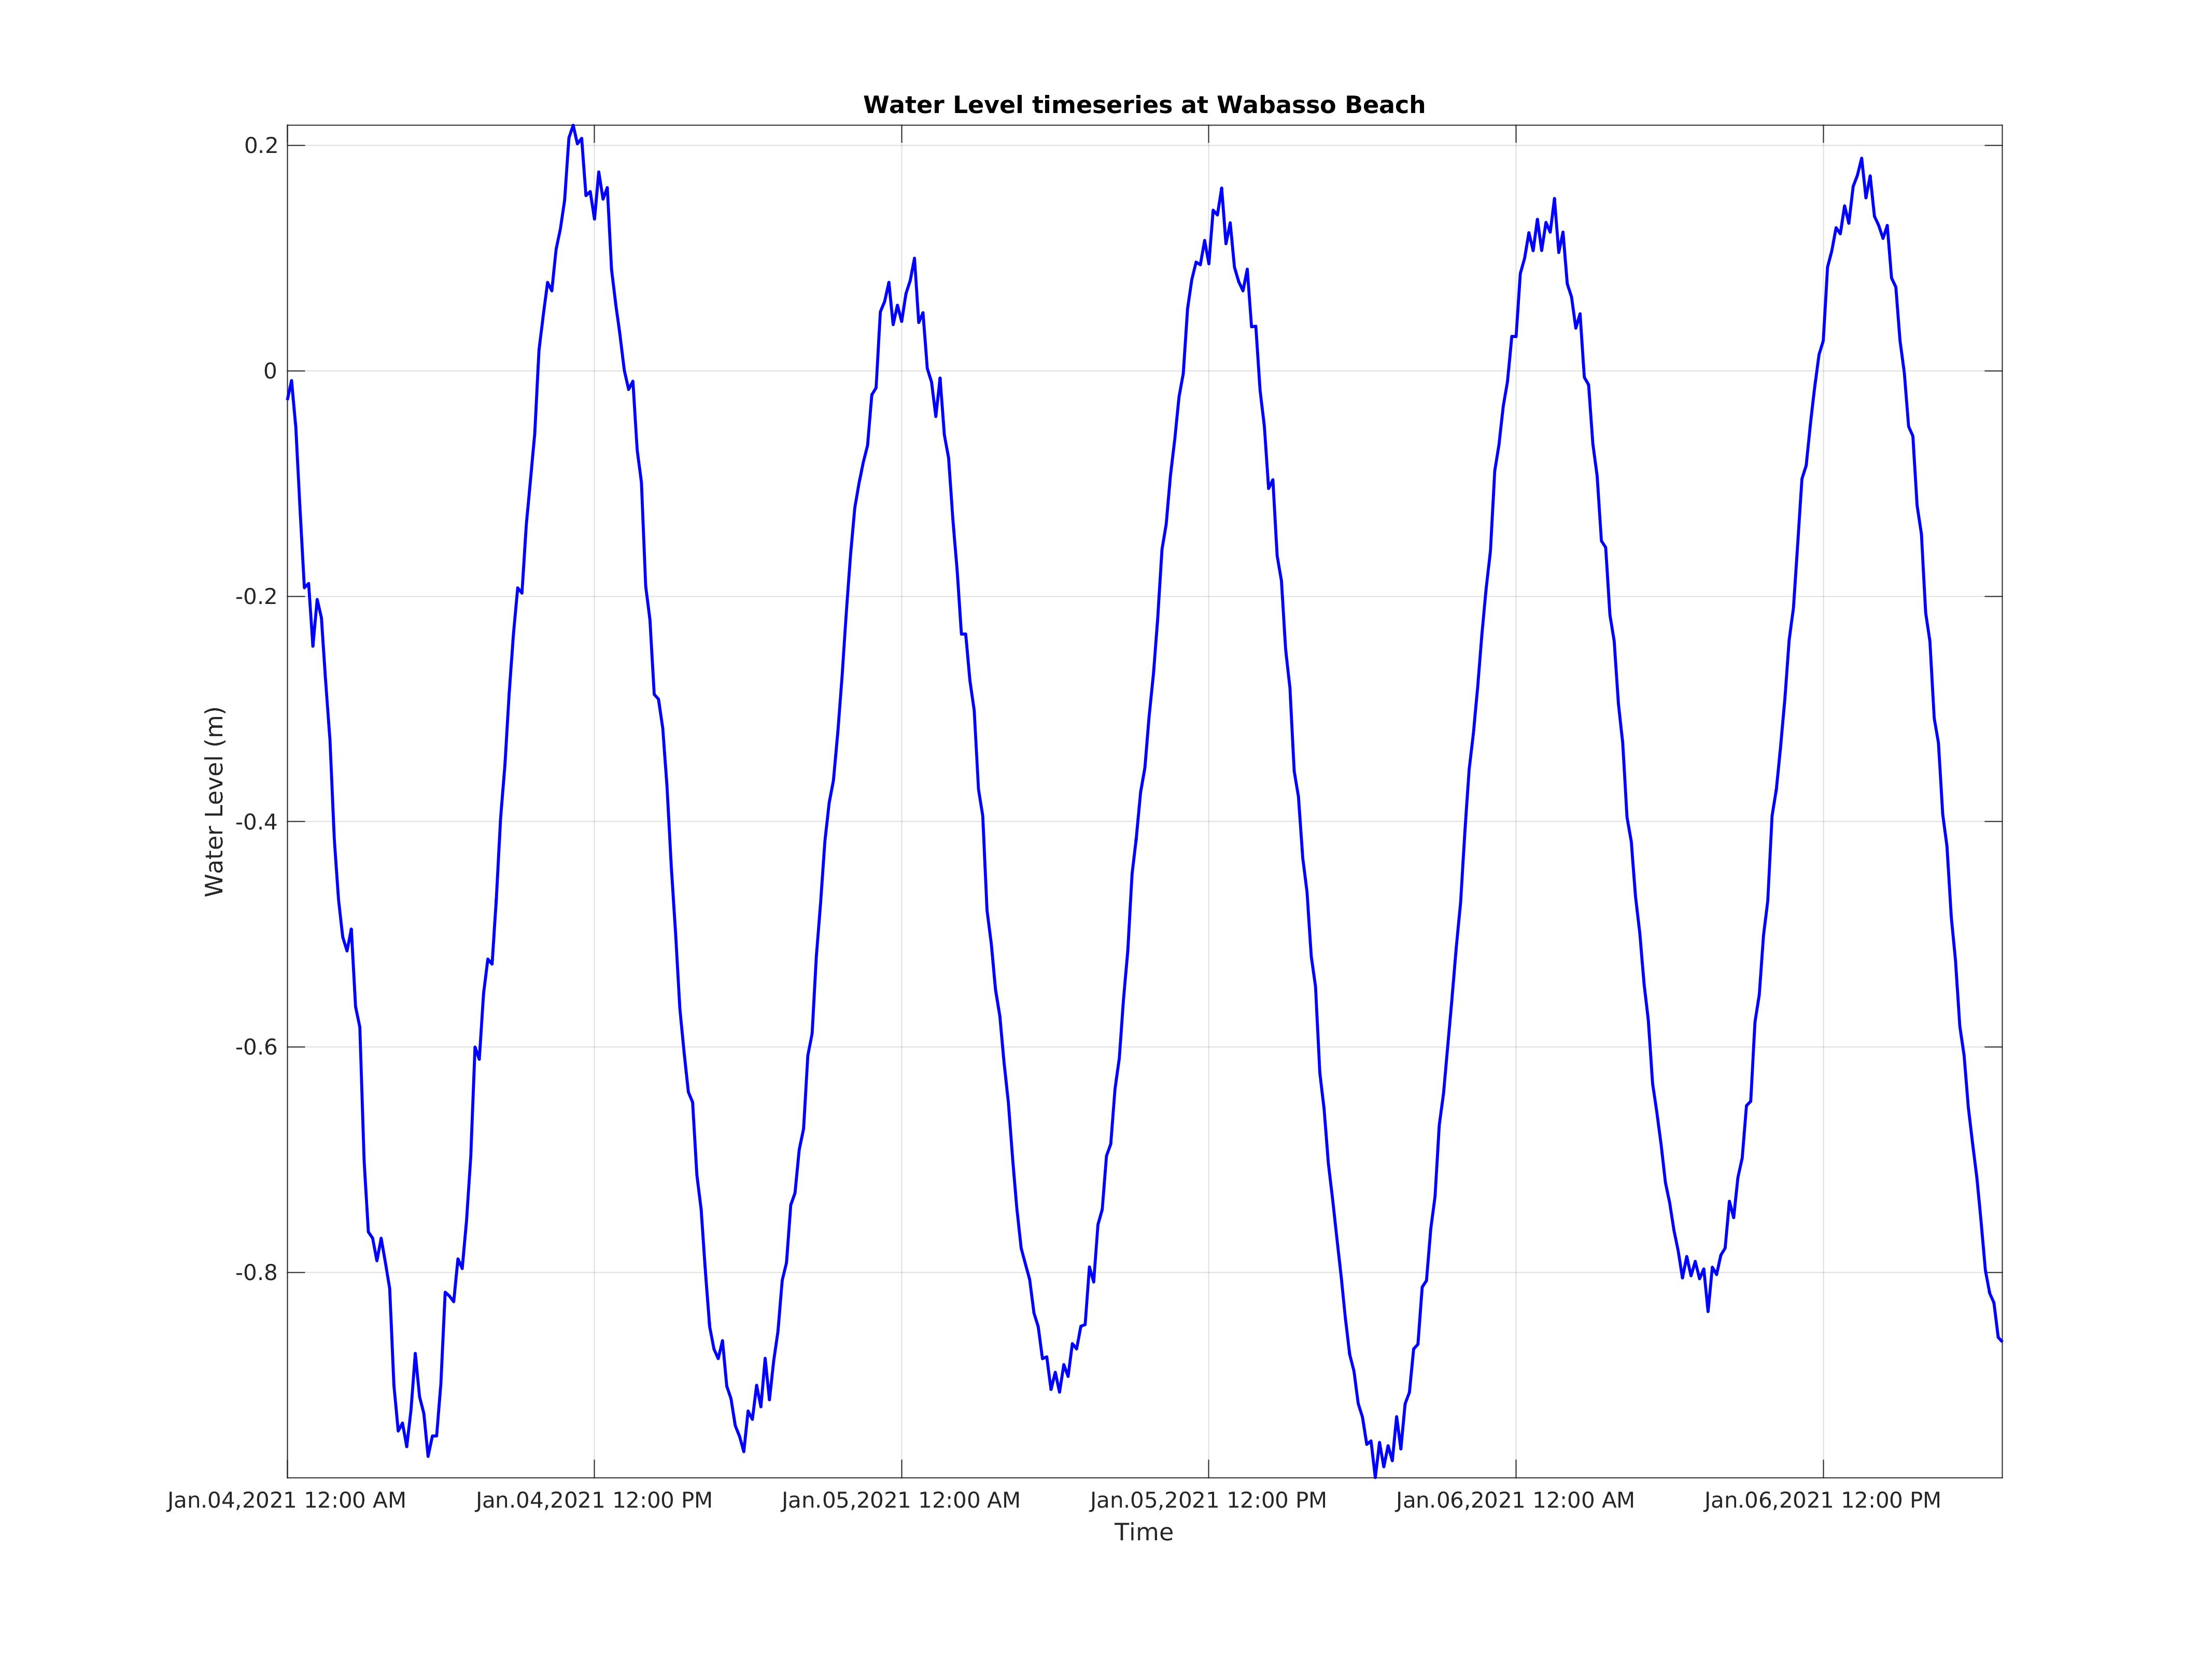 Water Level timeseries at Wabasso Beach
0.2
0
-0.2
-0.4
-0.6
-0.8
Water Level (m)
Jan.04,2021 12:00 AM
Jan.04,2021 12:00 PM
Jan.05,2021 12:00 AM
Jan.05,2021 12:00 PM
Jan.06,2021 12:00 AM
Jan.06,2021 12:00 PM
Time